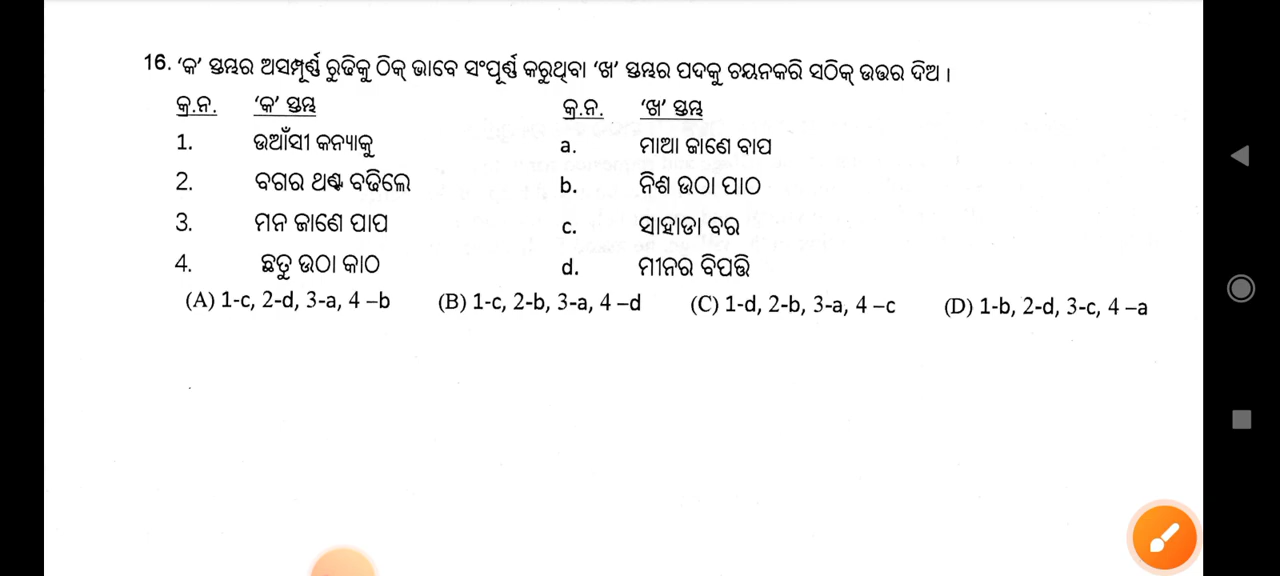 16. 'କ' ସ୍ତମ୍ଭର ଅସମ୍ପୂର୍ଣ୍ଣ ରୁଢିକୁ ଠିକ୍ ଭାବେ ସଂପୂର୍ଣ୍ଣ କରୁଥିବା 'ଖ' ସ୍ତମ୍ଭର ପଦକୁ ଚୟନକରି ସଠିକ୍ ଉତ୍ତର ଦିଅ ।
କ୍ର.ନ. 'କ' ସ୍ତମ୍ଭ କ୍ର.ନ. 'ଖ' ସ୍ତମ୍ଭ
1. ଉଆଁସୀ କନ୍ୟାକୁ a. ମାଆ ଜାଣେ ବାପ
2. ବଗର ଥଣ୍ଟ ବଢିଲେ b. ନିଶ ଉଠା ପାଠ
3. ମନ ଜାଣେ ପାପ c. ସାହାଡା ବର
4. ଛତୁ ଉଠା କାଠ d. ମୀନର ବିପତ୍ତି
(A) 1-c, 2-d, 3-a, 4 –b (B) 1-c, 2-b, 3-a, 4 –d (C) 1-d, 2-b, 3-a, 4 –c (D) 1-b, 2-d, 3-c, 4 –a